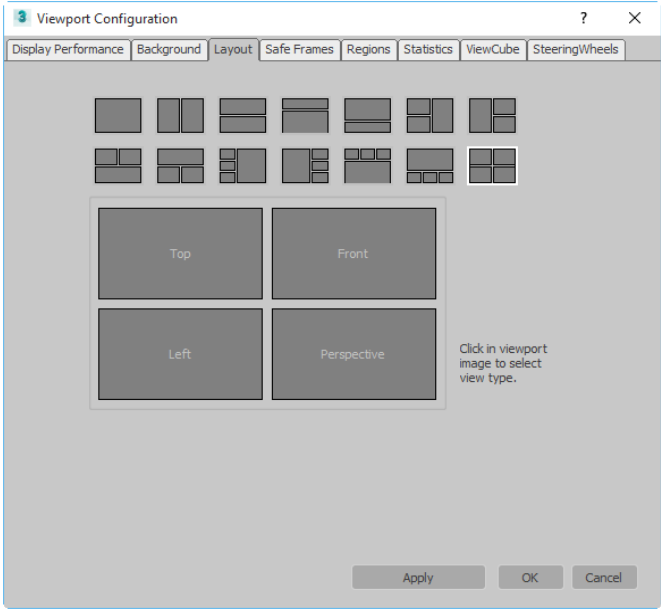 3 Viewport Configuration ?
Display Performance Background Layout Safe Frames Regions Statistics ViewCube SteeringWheels
Top Front
Left Perspective
Click in viewport
image to select
view type.
Apply OK Cancel